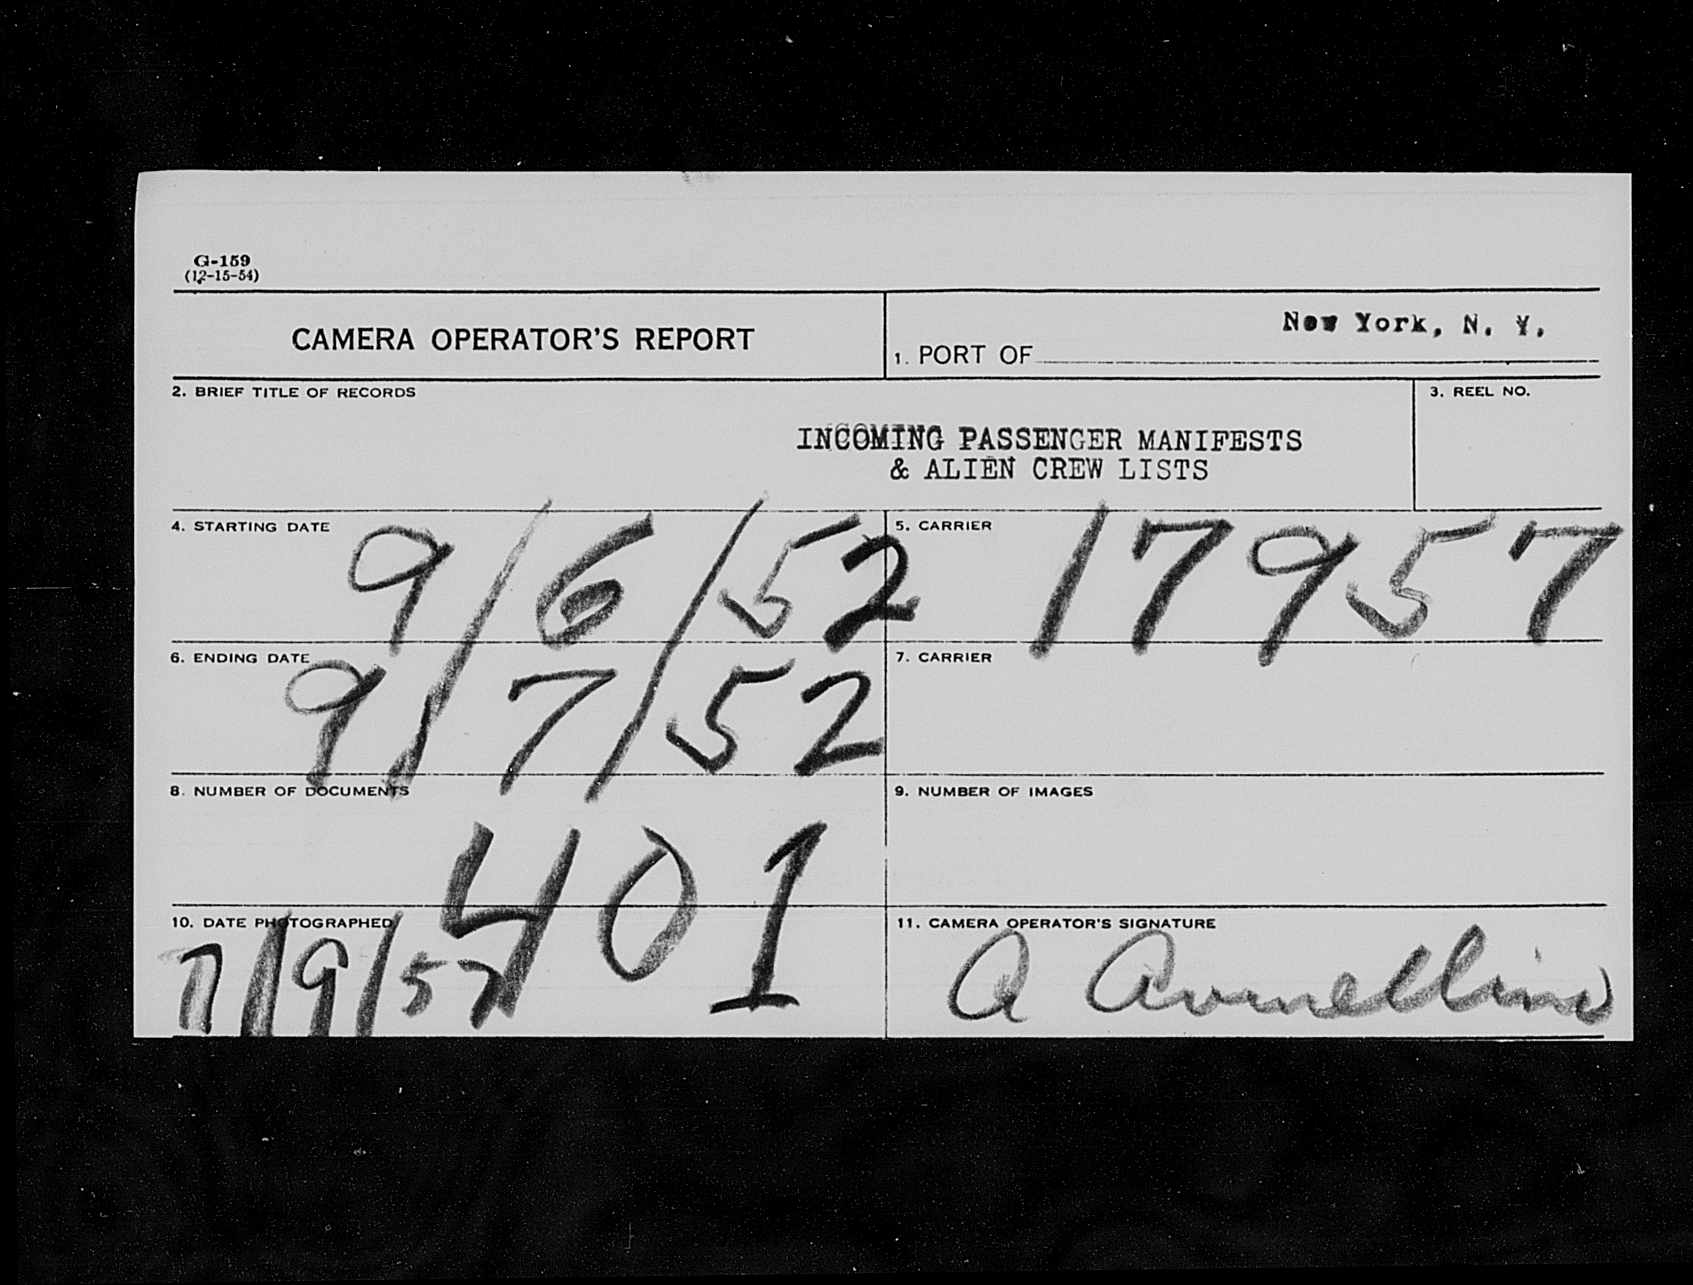 G-159
(12-15-54)
CAMERA OPERATOR'S REPORT
1. PORT OF New York, N. Y.
2. BRIEF TITLE OF RECORDS
INCOMING PASSENGER MANIFESTS
& ALIEN CREW LISTS
3. REEL NO.
4. STARTING DATE 9/6/52
5. CARRIER 17957
6. ENDING DATE 9/7/52
7. CARRIER
8. NUMBER OF DOCUMENTS 401
9. NUMBER OF IMAGES
10. DATE PHOTOGRAPHED 7/9/57
11. CAMERA OPERATOR'S SIGNATURE
A